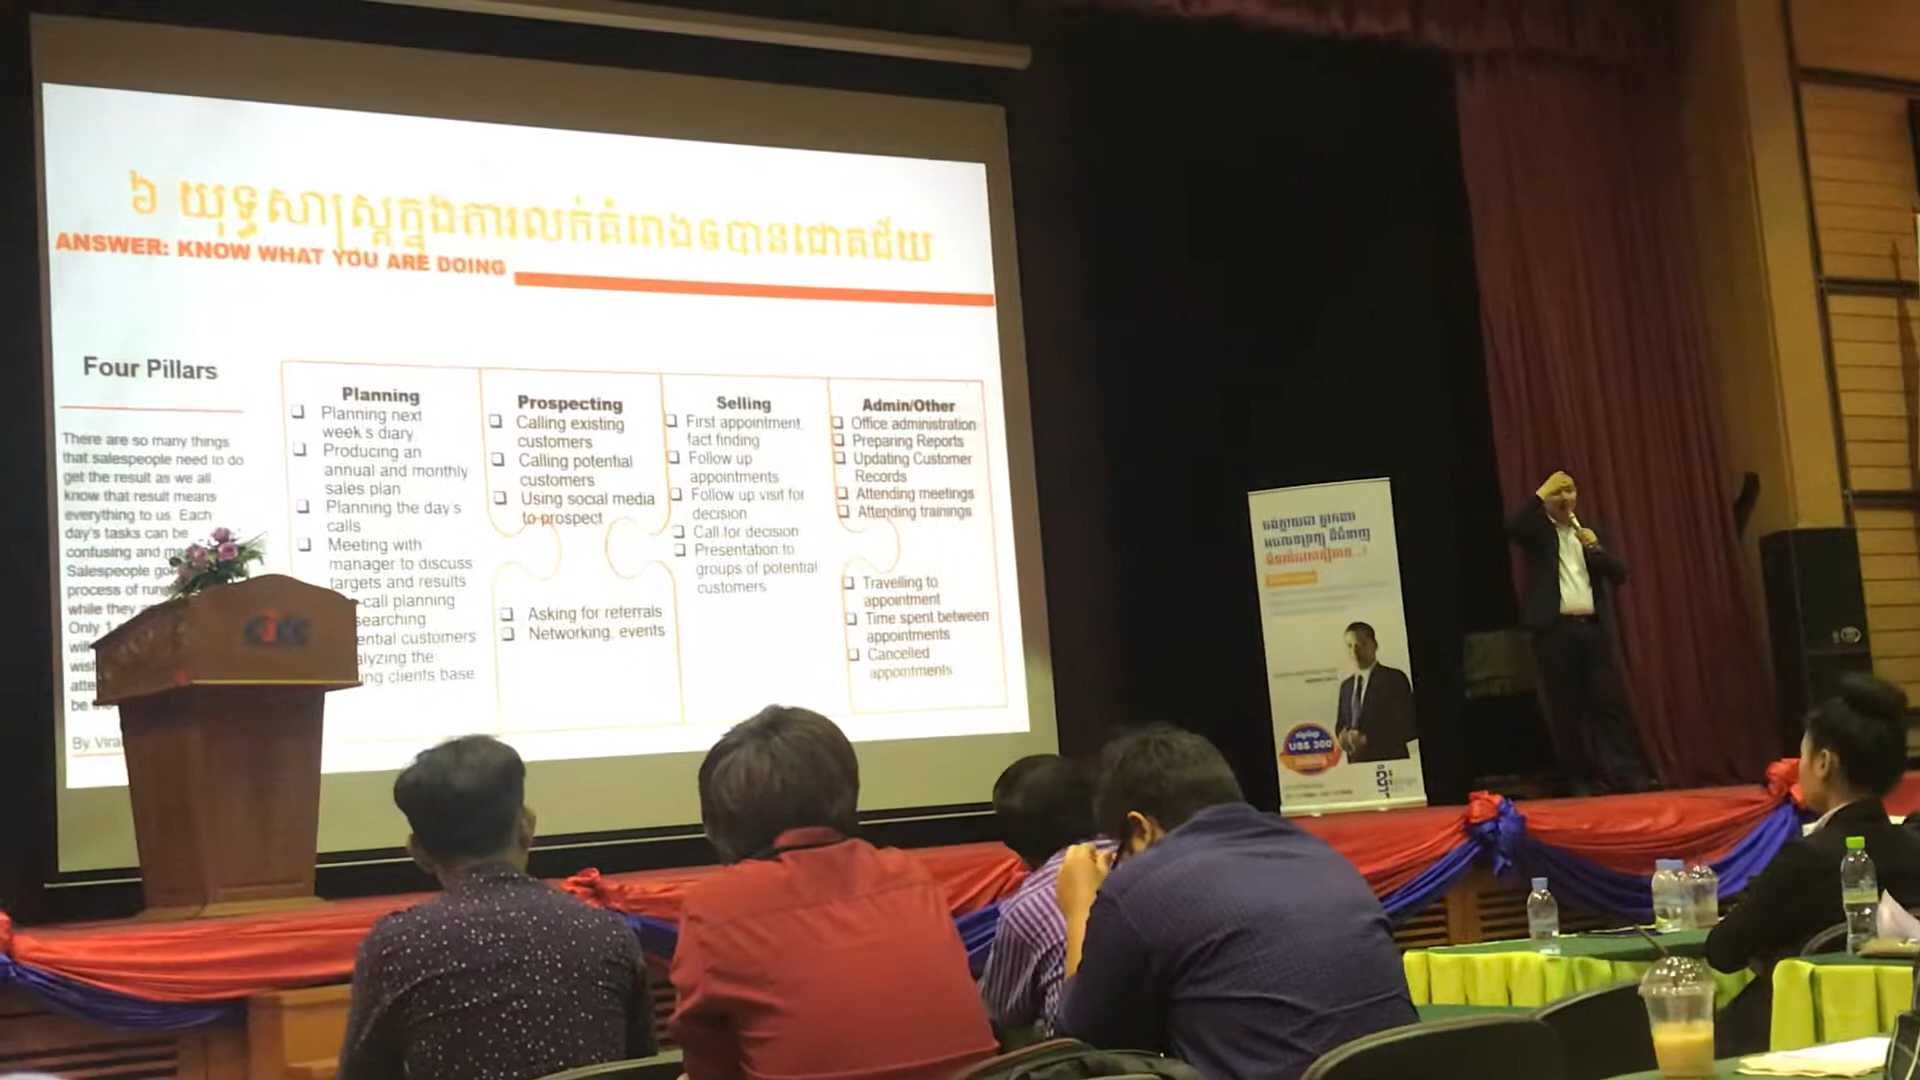 ៦ យុទ្ធសាស្ត្រក្នុងការលក់គំរោងឲបានជោគជ័យ
ANSWER: KNOW WHAT YOU ARE DOING
Four Pillars
There are so many things
that salespeople need to do
get the result as we all
know that result means
everything to us. Each
day's tasks can be
confusing and
Salespeople
process of
while they
Only 1
be
By:
Planning
❑ Planning next
week's diary
❑ Producing an
annual and monthly
sales plan
❑ Planning the day's
calls
❑ Meeting with
manager to discuss
targets and results
-call planning
customers
the
clients base
Prospecting
❑ Calling existing
customers
❑ Calling potential
customers
❑ Using social media
to prospect
❑ Asking for referrals
❑ Networking, events
Selling
❑ First appointment,
fact finding
❑ Follow up
appointments
❑ Follow up visit for
decision
❑ Call for decision
❑ Presentation to
groups of potential
customers
Admin/Other
❑ Office administration
❑ Preparing Reports
❑ Updating Customer
Records
❑ Attending meetings
❑ Attending trainings
❑ Travelling to
appointment
❑ Time spent between
appointments
❑ Cancelled
appointments
US$ 300